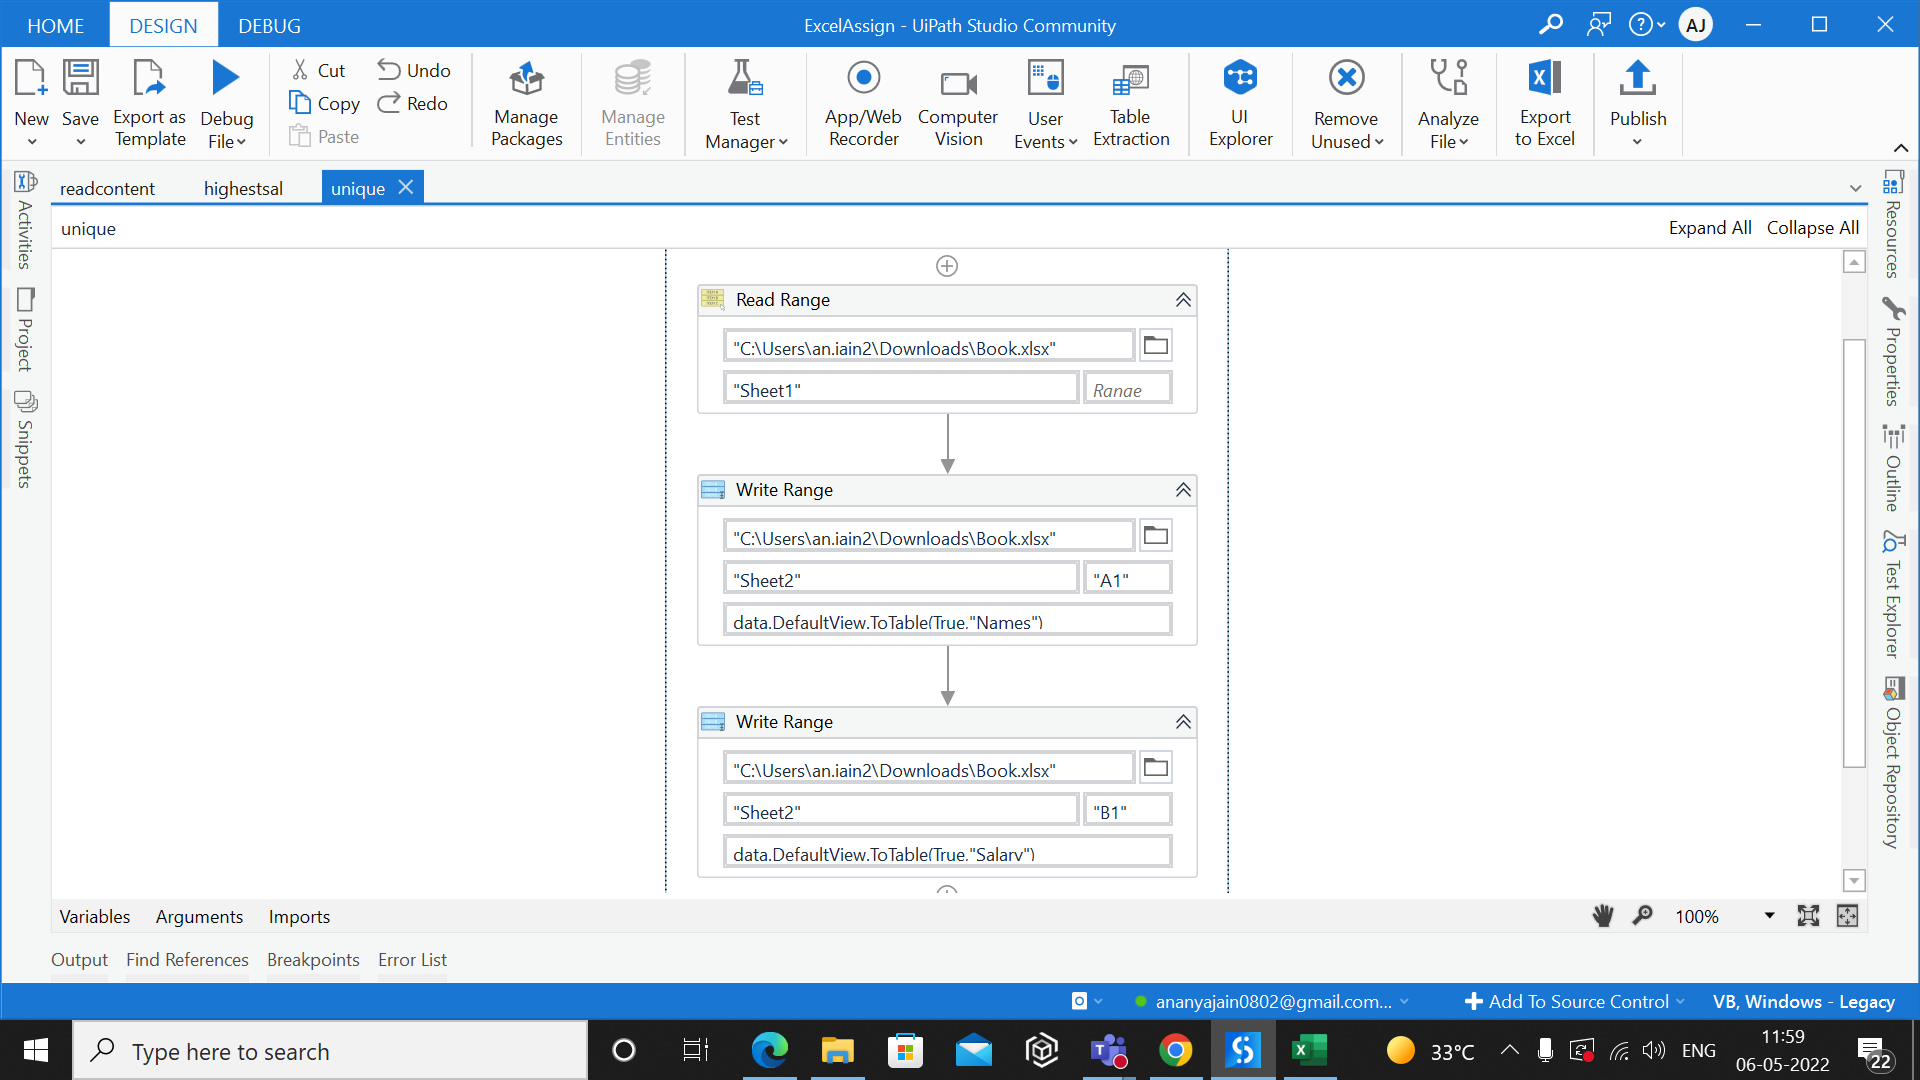 HOME DESIGN DEBUG ExcelAssign - UiPath Studio Community AJ
New Save Export as Template Debug File Cut Copy Paste Undo Redo Manage Packages Manage Entities Test Manager App/Web Recorder Computer Vision User Events Table Extraction UI Explorer Remove Unused Analyze File Export to Excel Publish
readcontent highestsal unique
unique Expand All Collapse All
Activities
Project
Snippets
Read Range
"C:\Users\an.jain2\Downloads\Book.xlsx"
"Sheet1" Range
Write Range
"C:\Users\an.jain2\Downloads\Book.xlsx"
"Sheet2" "A1"
data.DefaultView.ToTable(True,"Names")
Write Range
"C:\Users\an.jain2\Downloads\Book.xlsx"
"Sheet2" "B1"
data.DefaultView.ToTable(True,"Salary")
Resources
Properties
Outline
Test Explorer
Object Repository
Variables Arguments Imports 100%
Output Find References Breakpoints Error List
ananyajain0802@gmail.com... Add To Source Control VB, Windows - Legacy
Type here to search 33°C ENG 11:59
06-05-2022 22